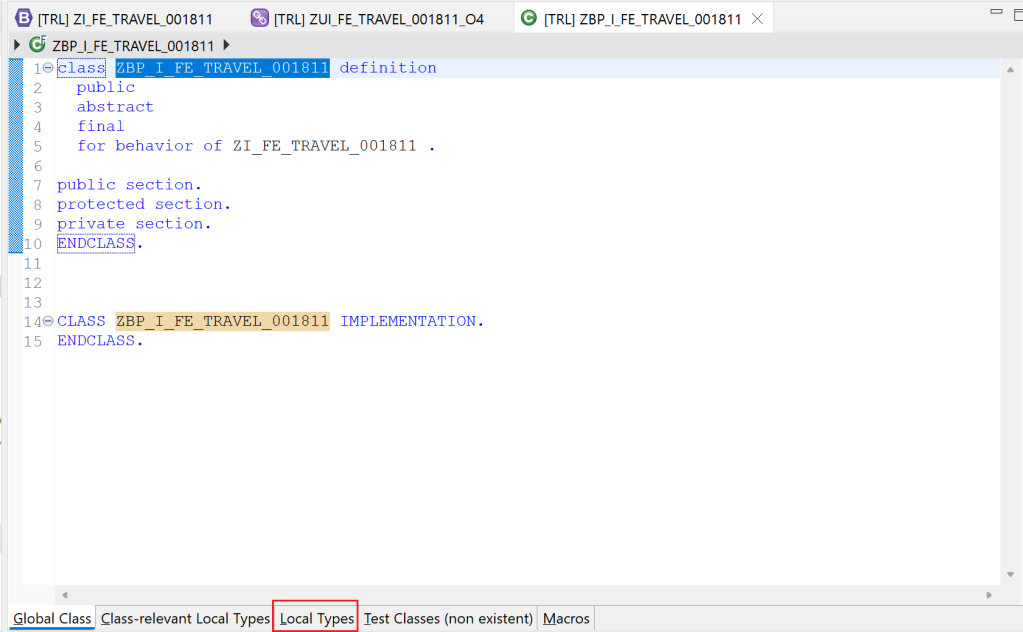 [TRL] ZI_FE_TRAVEL_001811 [TRL] ZUI_FE_TRAVEL_001811_O4 [TRL] ZBP_I_FE_TRAVEL_001811
ZBP_I_FE_TRAVEL_001811
1 class ZBP_I_FE_TRAVEL_001811 definition
2 public
3 abstract
4 final
5 for behavior of ZI_FE_TRAVEL_001811 .
6
7 public section.
8 protected section.
9 private section.
10 ENDCLASS.
11
12
13
14 CLASS ZBP_I_FE_TRAVEL_001811 IMPLEMENTATION.
15 ENDCLASS.
Global Class Class-relevant Local Types Local Types Test Classes (non existent) Macros